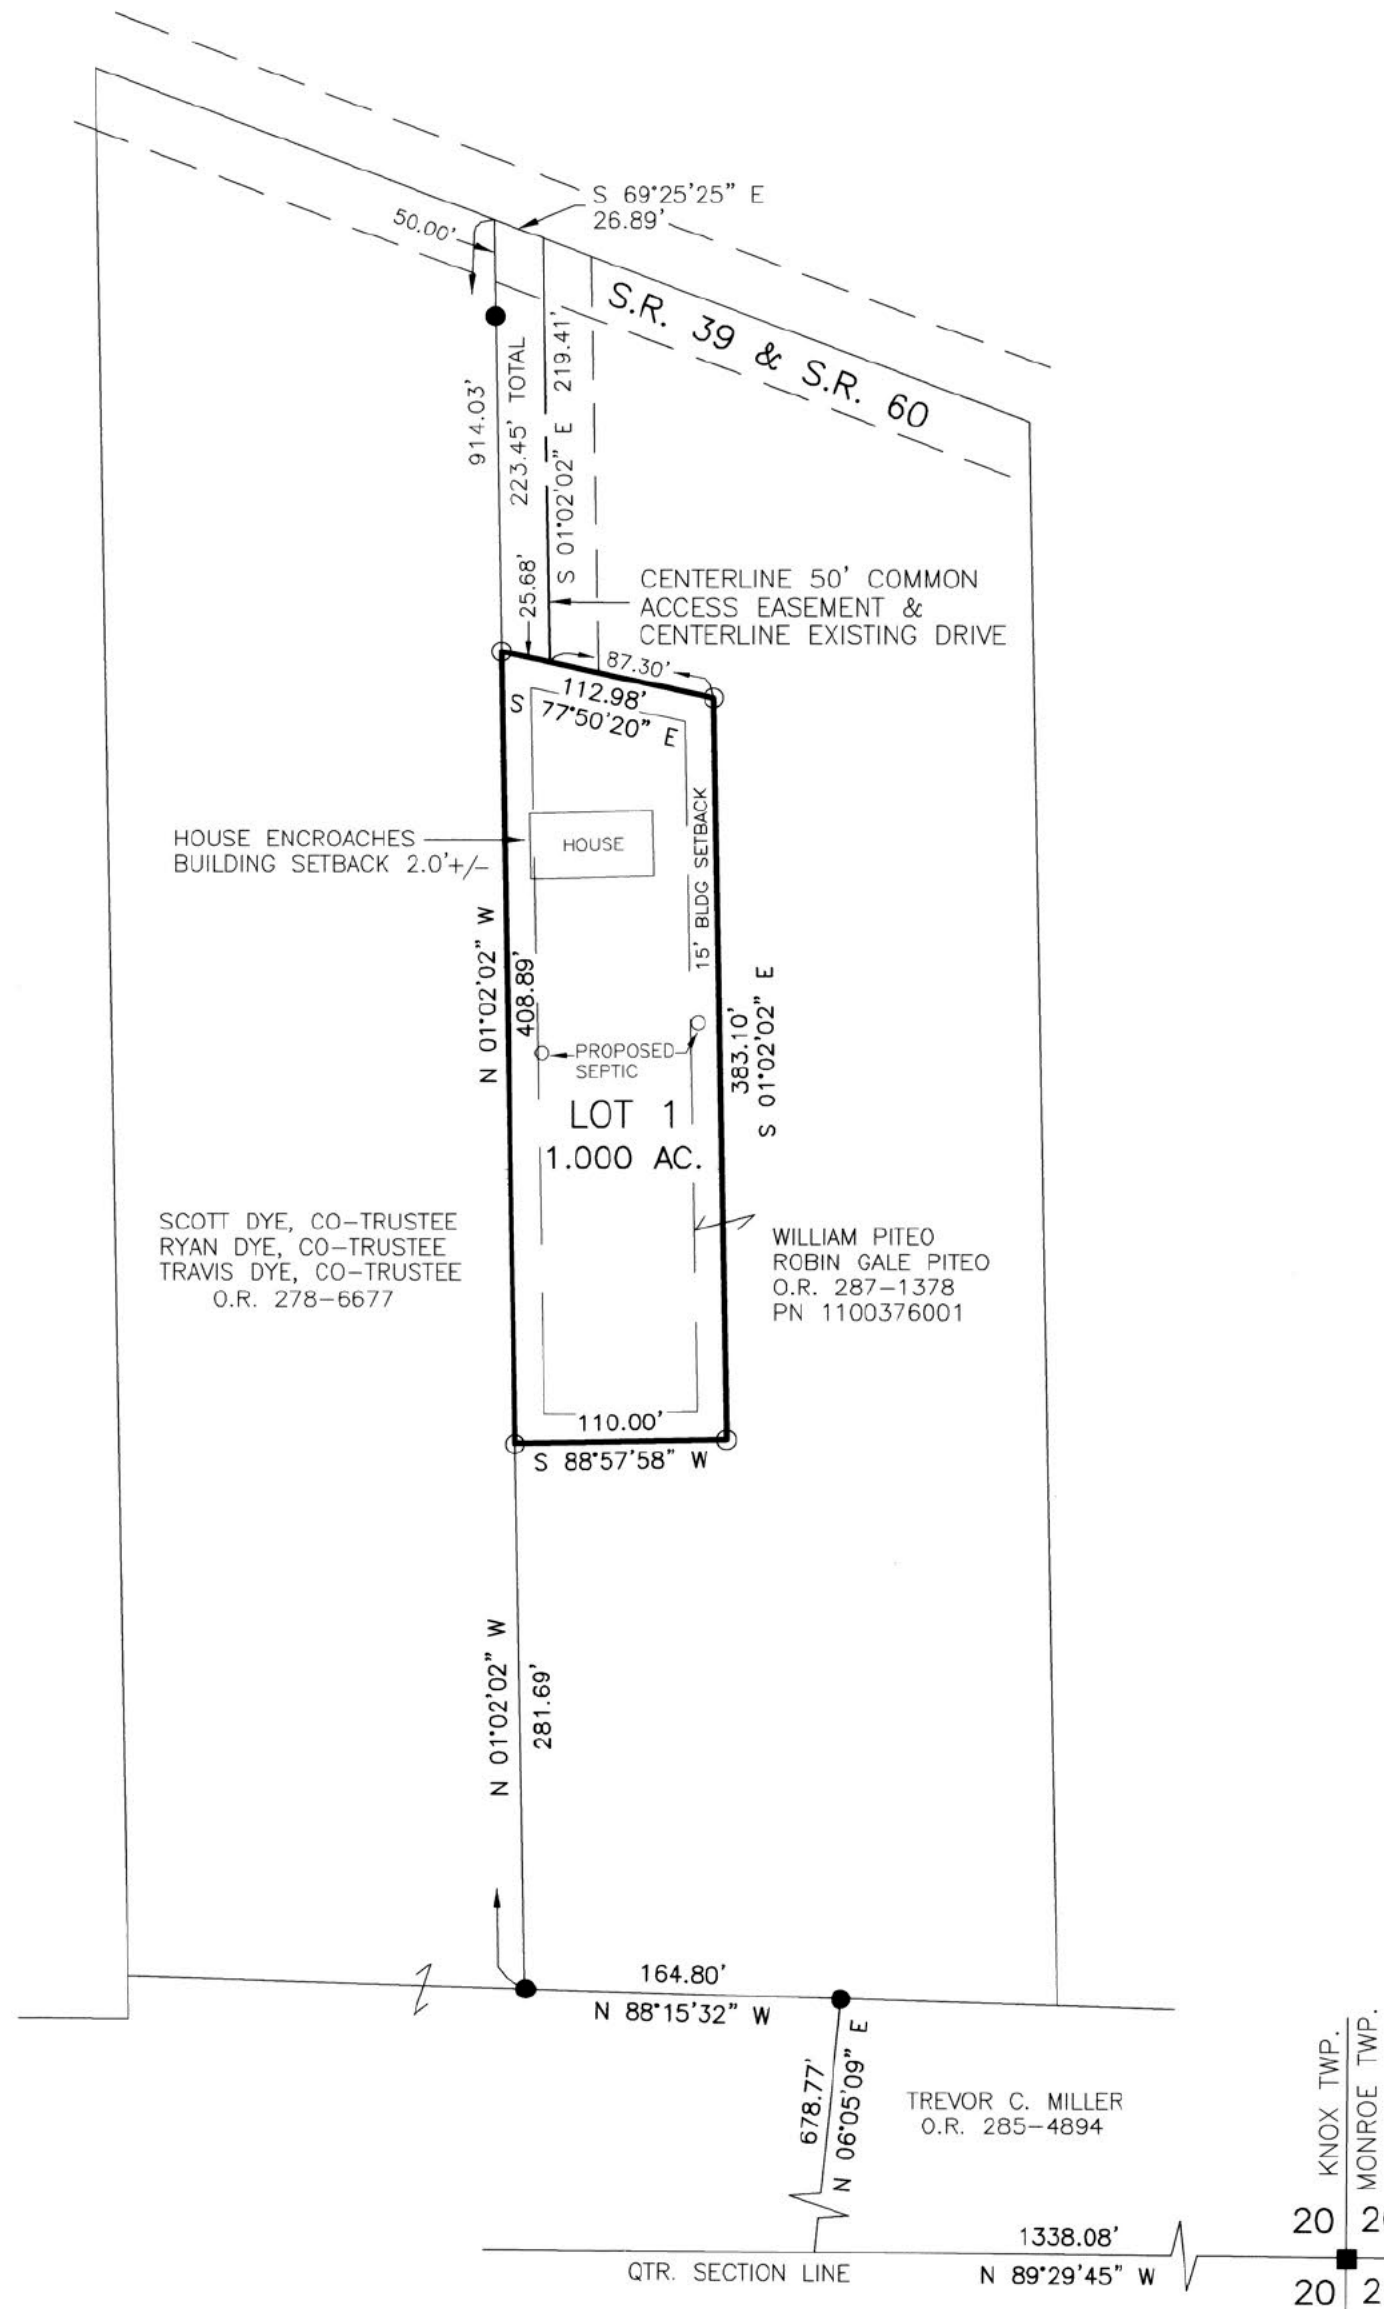 S 69°25'25" E
26.89'
50.00'
S.R. 39 & S.R. 60
914.03'
223.45' TOTAL
S 01°02'02" E 219.41'
25.68'
CENTERLINE 50' COMMON
ACCESS EASEMENT &
CENTERLINE EXISTING DRIVE
87.30'
112.98'
S 77°50'20" E
HOUSE ENCROACHES
BUILDING SETBACK 2.0'+/-
HOUSE
15' BLDG SETBACK
N 01°02'02" W
408.89'
383.10'
S 01°02'02" E
PROPOSED
SEPTIC
LOT 1
1.000 AC.
SCOTT DYE, CO-TRUSTEE
RYAN DYE, CO-TRUSTEE
TRAVIS DYE, CO-TRUSTEE
O.R. 278-6677
WILLIAM PITEO
ROBIN GALE PITEO
O.R. 287-1378
PN 1100376001
110.00'
S 88°57'58" W
N 01°02'02" W
281.69'
164.80'
N 88°15'32" W
678.77'
N 06°05'09" E
TREVOR C. MILLER
O.R. 285-4894
KNOX TWP.
MONROE TWP.
1338.08'
QTR. SECTION LINE
N 89°29'45" W
20
20